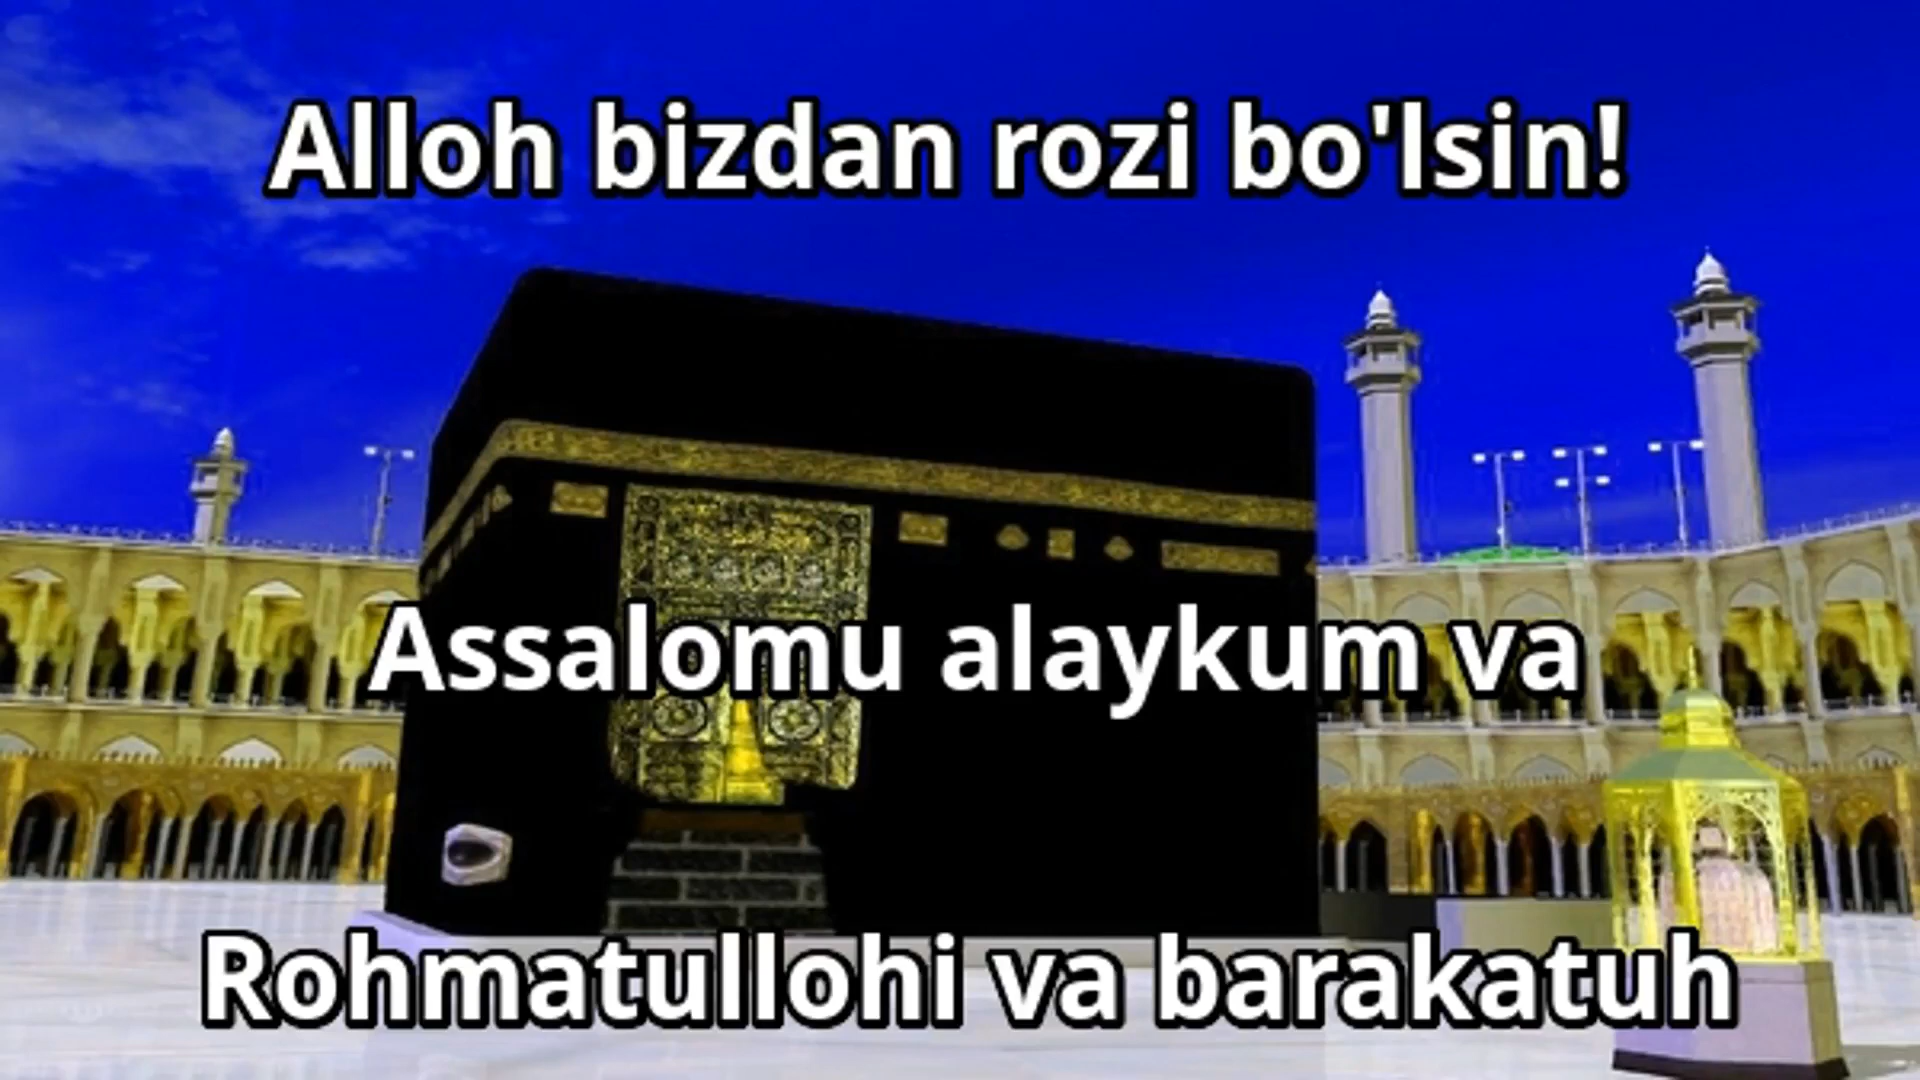 Alloh bizdan rozi bo'lsin!
Assalomu alaykum va
Rohmatullohi va barakatuh